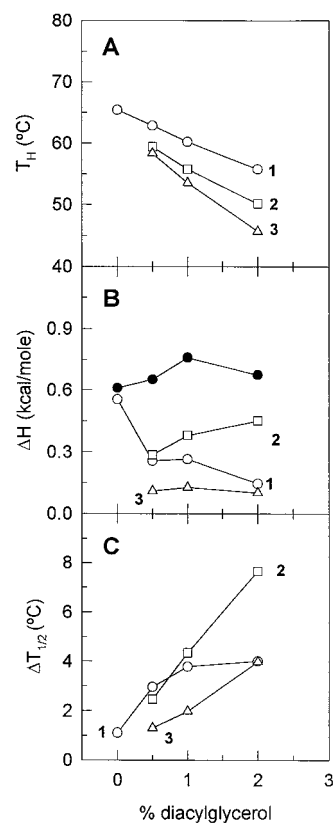 A
80
70
60
50
40
T_H (ºC)
1
2
3
B
0.9
0.6
0.3
0.0
ΔH (kcal/mole)
2
1
3
C
8
6
4
2
0
ΔT_1/2 (ºC)
2
1
3
0 1 2 3
% diacylglycerol